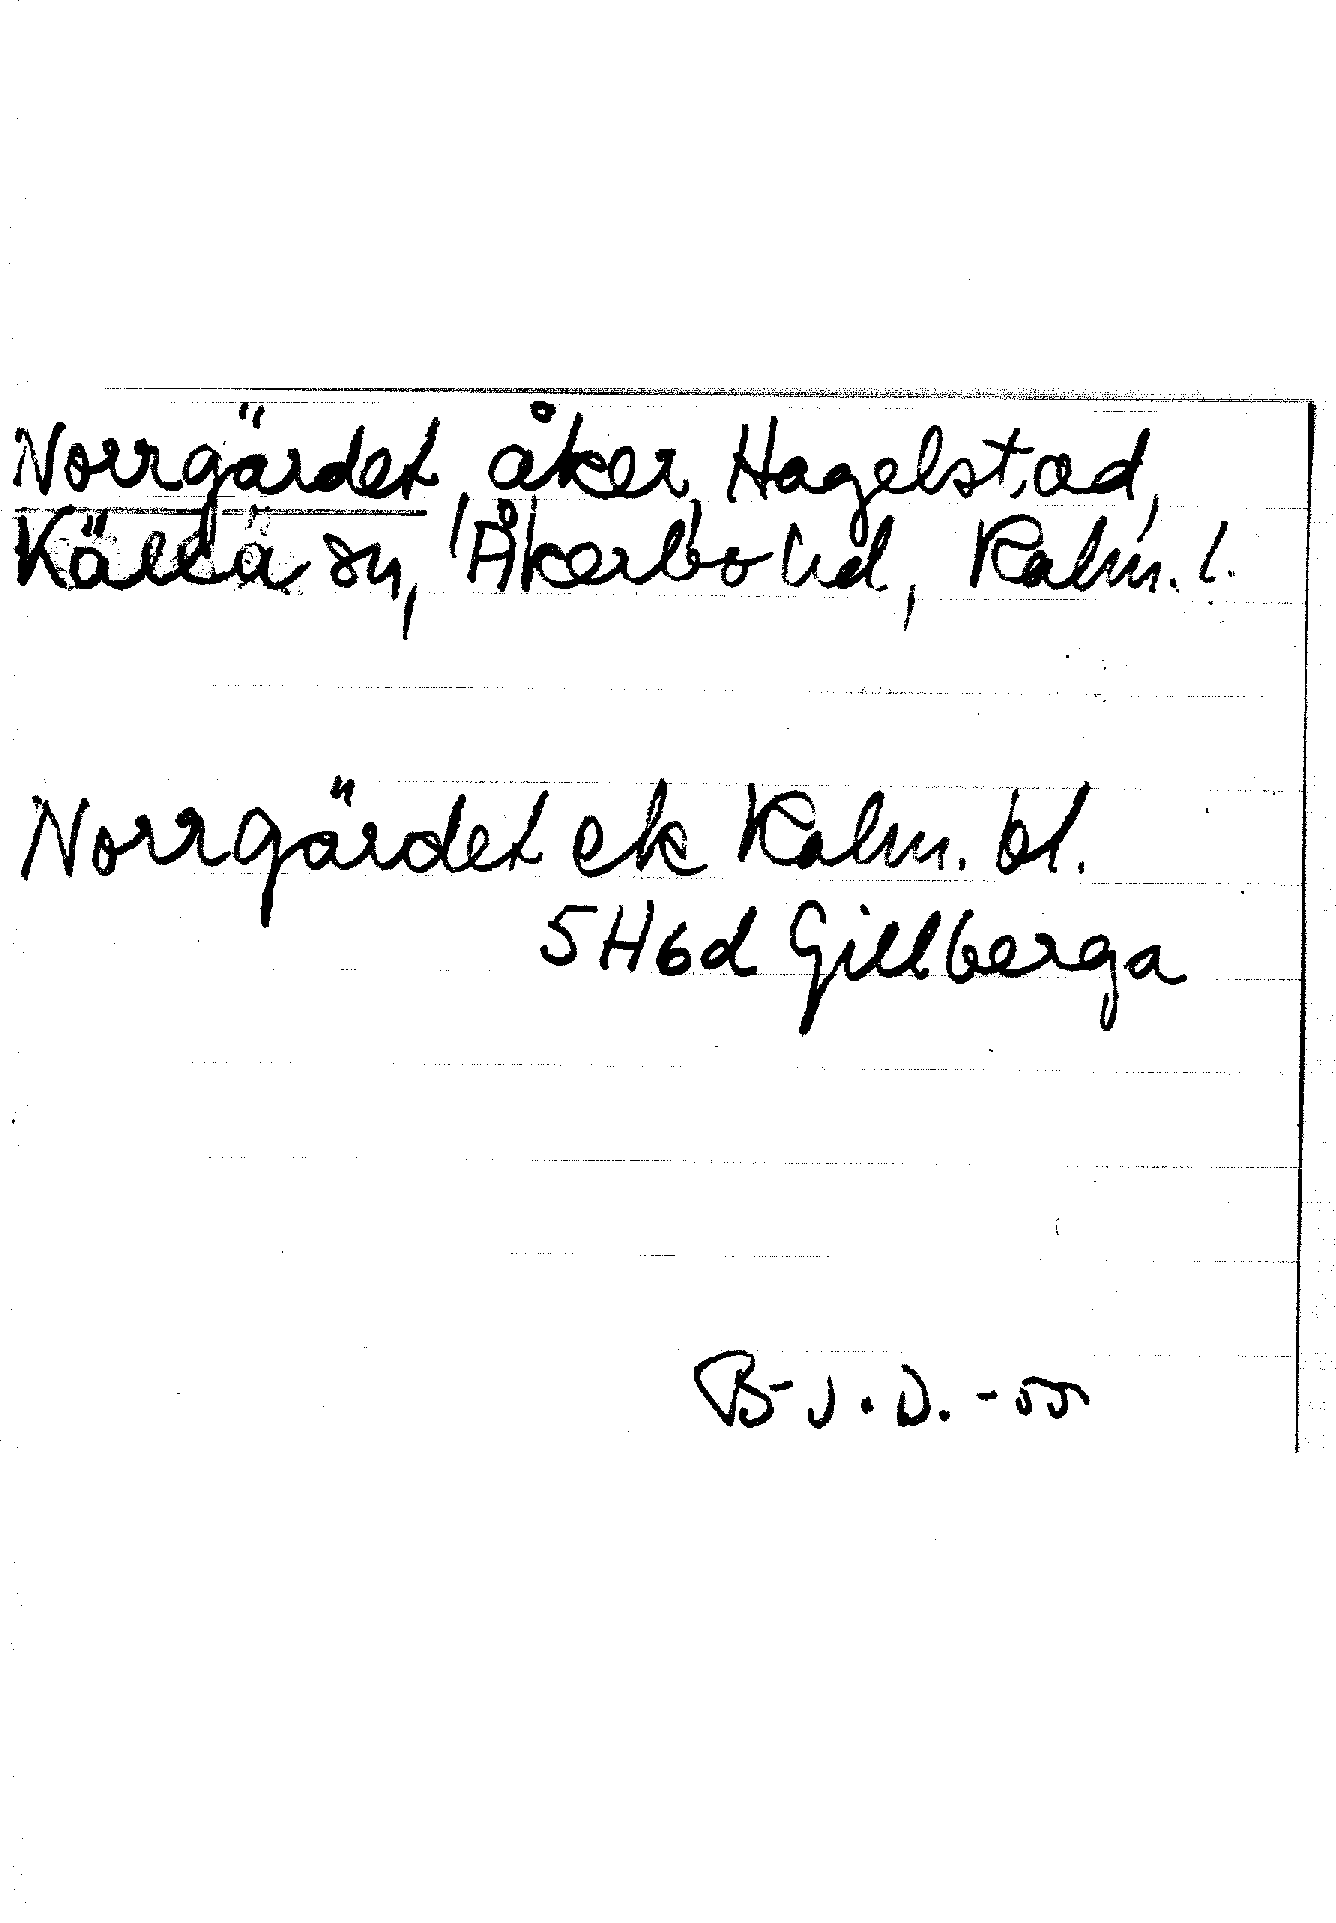 Norrgärdet, åker, Hagelstad,
Källa sn, Åkerbo hd, Kalm. l.
Norrgärdet ek Kalm. bl.
5H6d Gillberga
B-J.D. -55